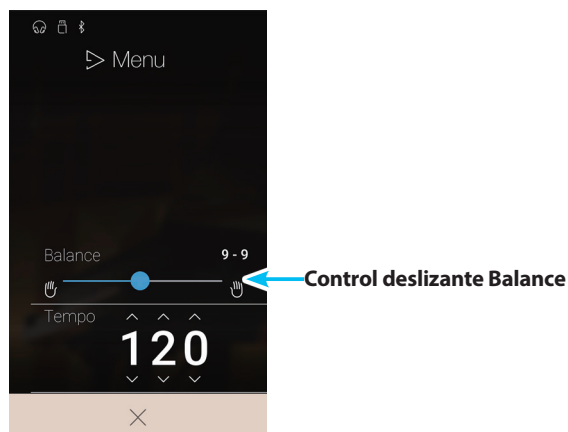 Menu
Balance
9 - 9
Control deslizante Balance
Tempo
120